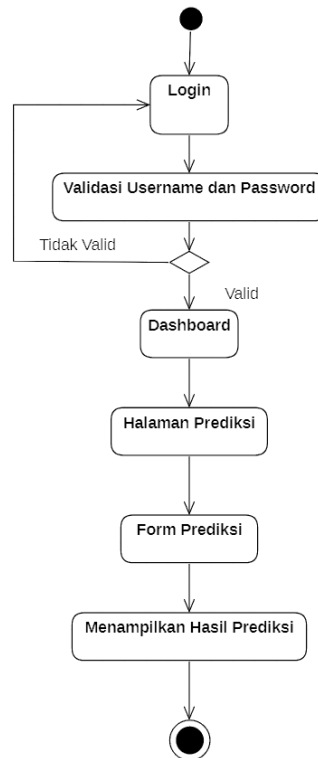 Login
Validasi Username dan Password
Tidak Valid
Valid
Dashboard
Halaman Prediksi
Form Prediksi
Menampilkan Hasil Prediksi